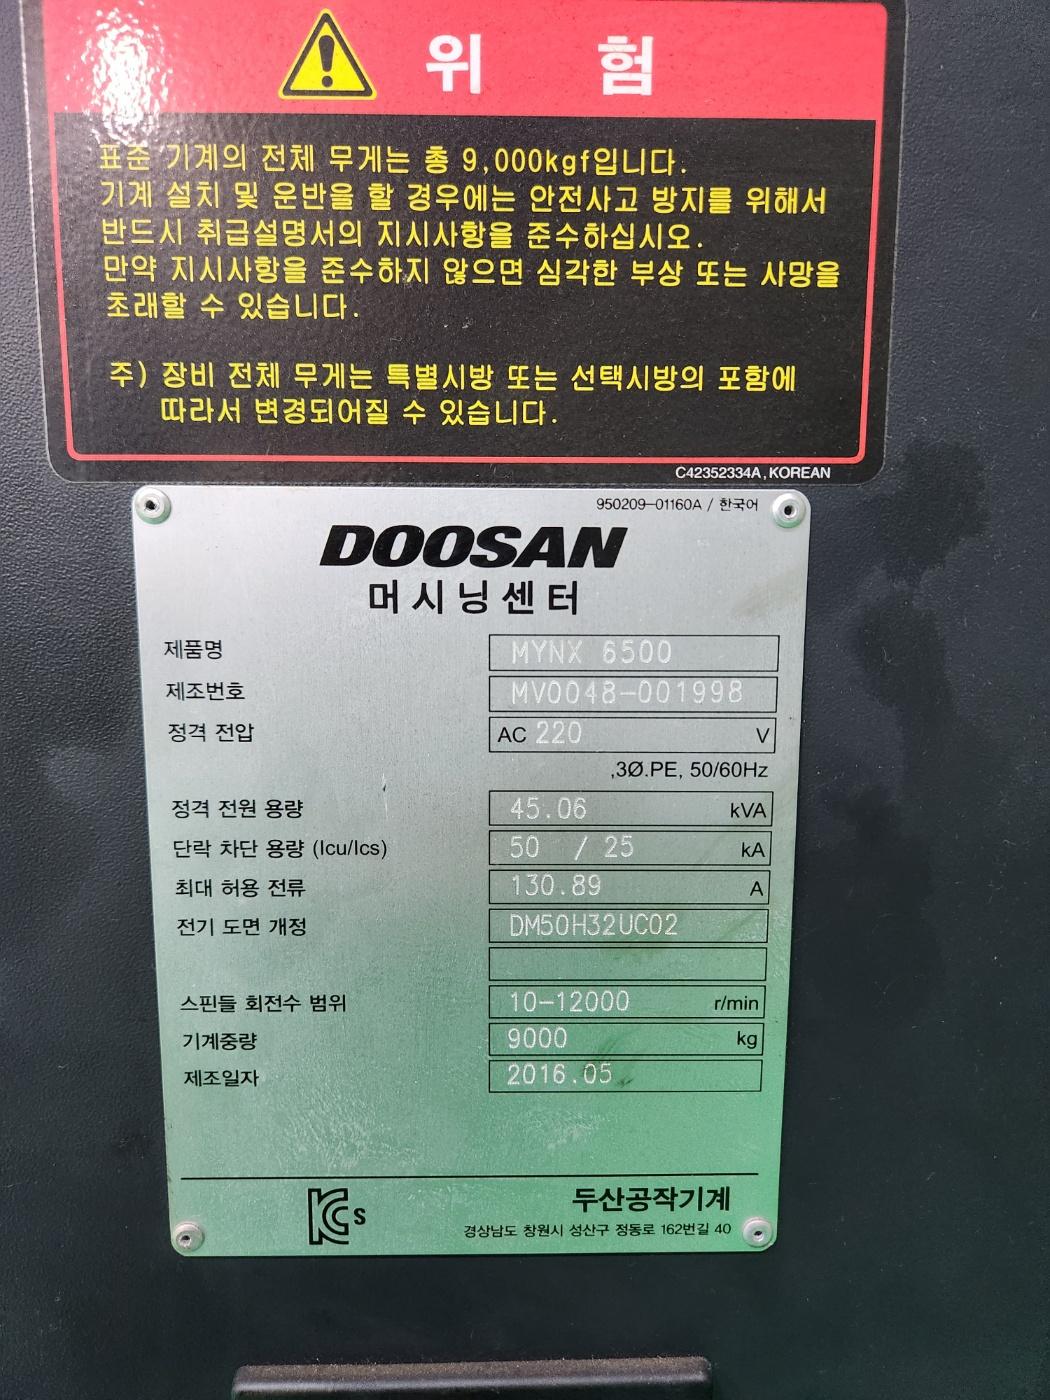 위 험
표준 기계의 전체 무게는 총 9,000kgf입니다.
기계 설치 및 운반을 할 경우에는 안전사고 방지를 위해서
반드시 취급설명서의 지시사항을 준수하십시오.
만약 지시사항을 준수하지 않으면 심각한 부상 또는 사망을
초래할 수 있습니다.
주) 장비 전체 무게는 특별시방 또는 선택시방의 포함에
따라서 변경되어질 수 있습니다.
C42352334A, KOREAN
950209-01160A / 한국어
DOOSAN
머시닝센터
제품명 MYNX 6500
제조번호 MV0048-001998
정격 전압 AC 220 V
,3Ø.PE, 50/60Hz
정격 전원 용량 45.06 kVA
단락 차단 용량 (Icu/Ics) 50 / 25 kA
최대 허용 전류 130.89 A
전기 도면 개정 DM50H32UC02
스핀들 회전수 범위 10-12000 r/min
기계중량 9000 kg
제조일자 2016.05
KCs
두산공작기계
경상남도 창원시 성산구 정동로 162번길 40